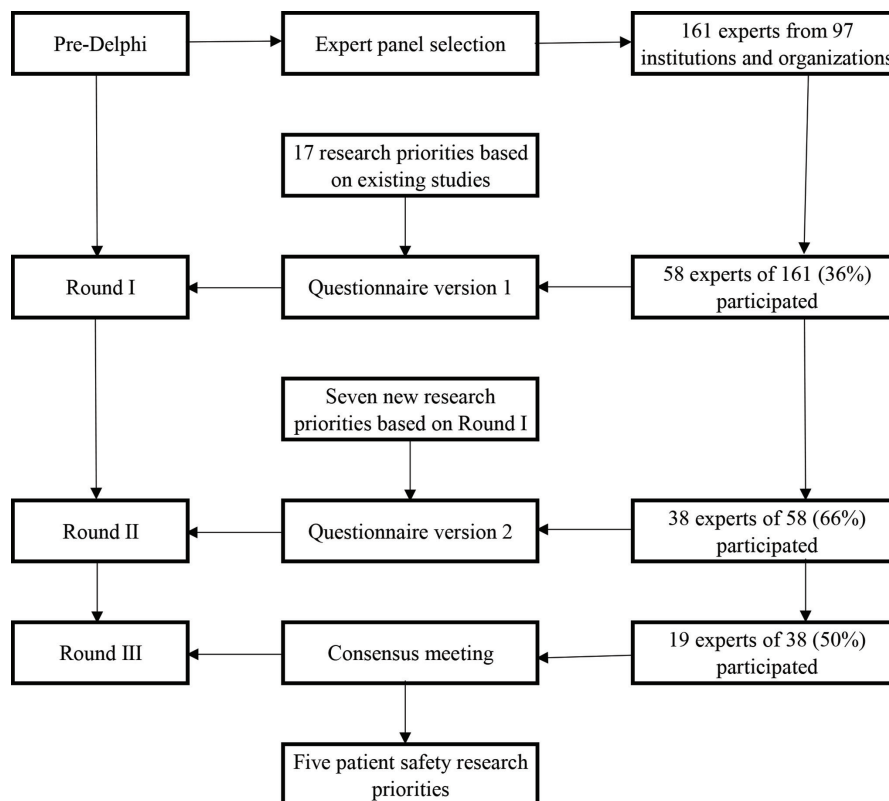 Pre-Delphi
Expert panel selection
161 experts from 97
institutions and organizations
17 research priorities based
on existing studies
Round I
Questionnaire version 1
58 experts of 161 (36%)
participated
Seven new research
priorities based on Round I
Round II
Questionnaire version 2
38 experts of 58 (66%)
participated
Round III
Consensus meeting
19 experts of 38 (50%)
participated
Five patient safety research
priorities